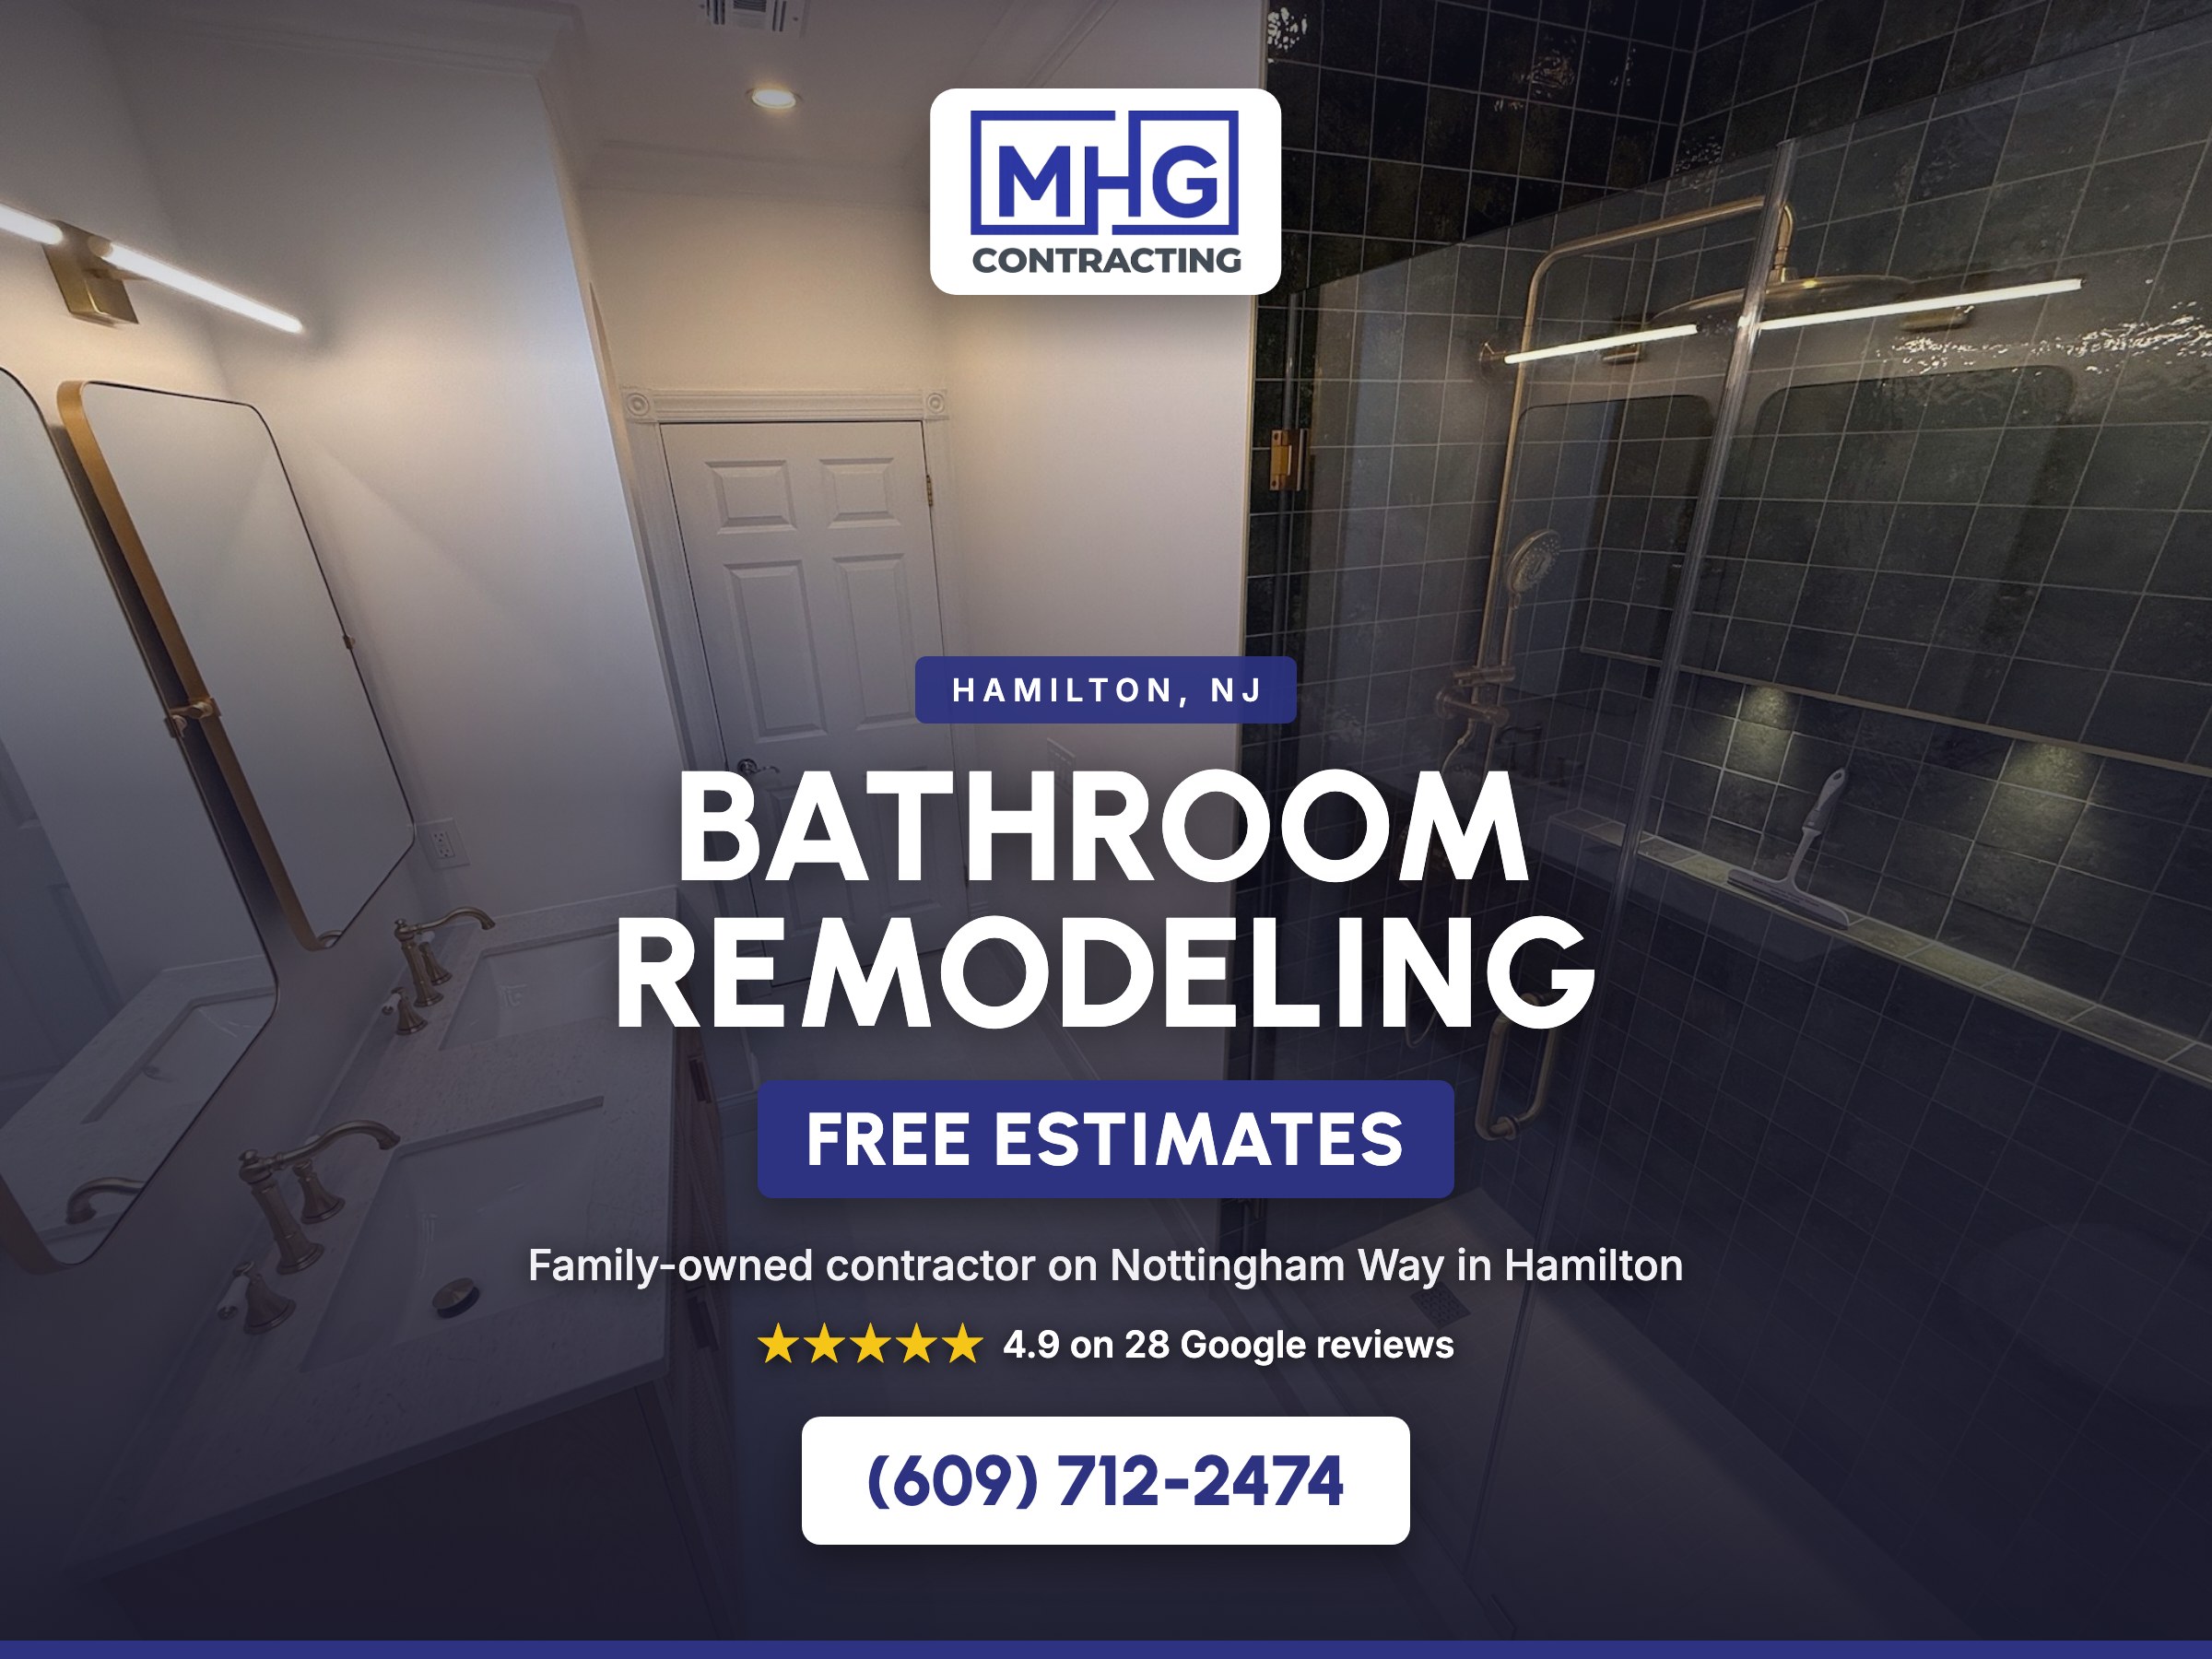 MHG
CONTRACTING
HAMILTON, NJ
BATHROOM
REMODELING
FREE ESTIMATES
Family-owned contractor on Nottingham Way in Hamilton
★★★★★ 4.9 on 28 Google reviews
(609) 712-2474